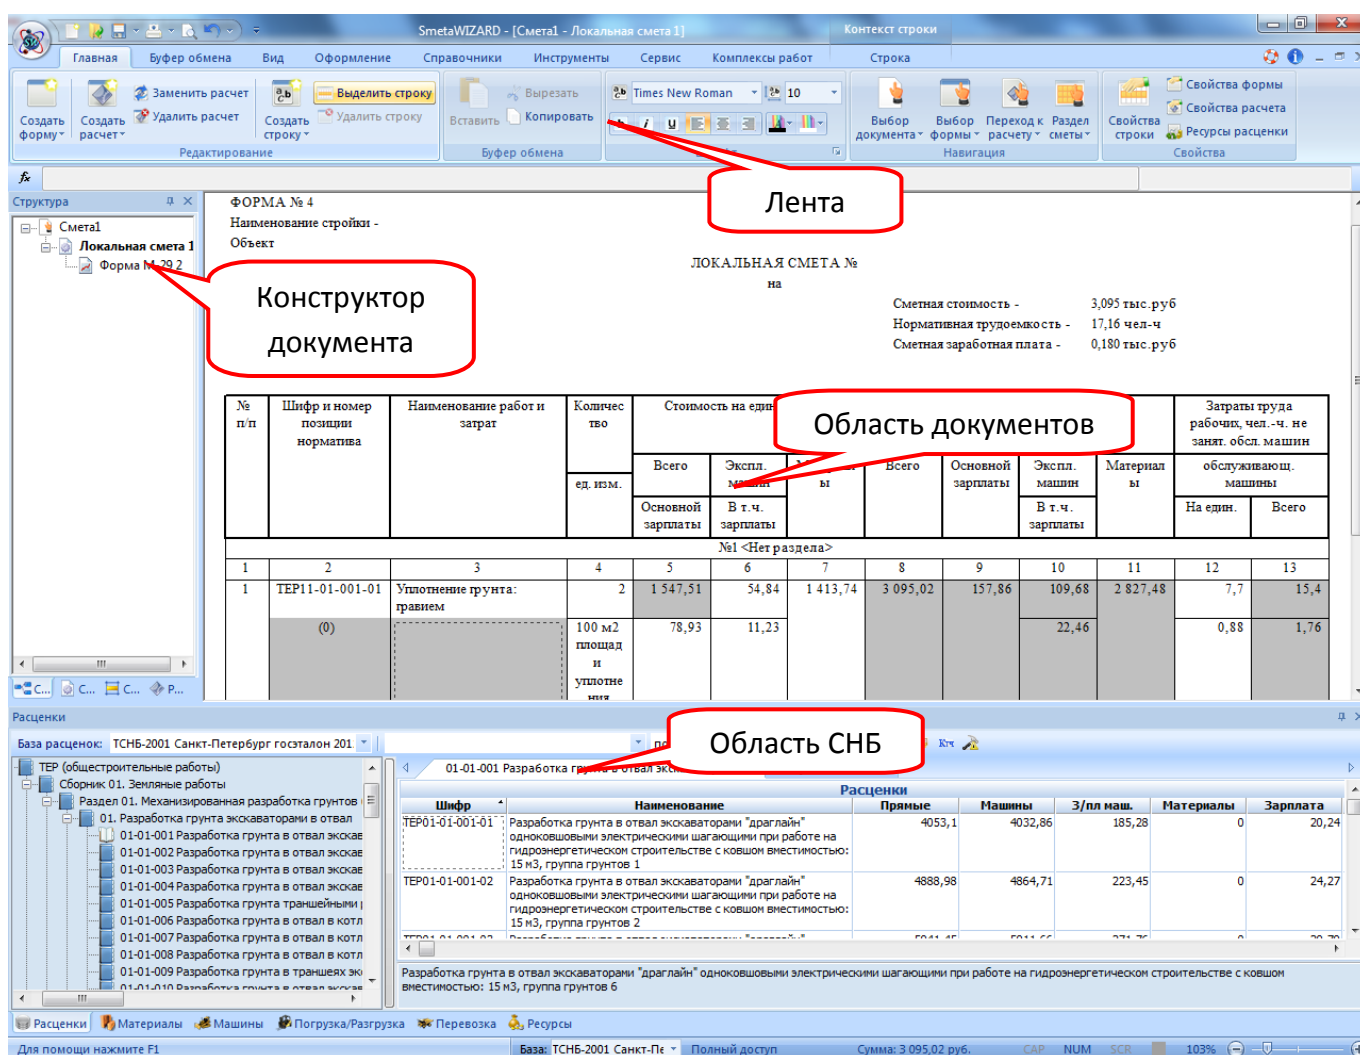 SmetaWIZARD - [Смета1 - Локальная смета 1]
Контекст строки
Главная Буфер обмена Вид Оформление Справочники Инструменты Сервис Комплексы работ Строка
Создать форму
Создать расчет
Заменить расчет
Удалить расчет
Создать строку
Выделить строку
Удалить строку
Редактирование
Вставить
Вырезать
Копировать
Буфер обмена
Times New Roman 10
Выбор документа
Выбор формы
Переход к расчету
Раздел сметы
Навигация
Свойства строки
Свойства формы
Свойства расчета
Ресурсы расценки
Свойства
Лента
fx
Структура
Смета1
Локальная смета 1
Форма М-29 2
Конструктор
документа
С... С... С... Р...
ФОРМА № 4
Наименование стройки -
Объект
ЛОКАЛЬНАЯ СМЕТА №
на
Сметная стоимость - 3,095 тыс.руб
Нормативная трудоемкость - 17,16 чел-ч
Сметная заработная плата - 0,180 тыс.руб
Область документов
№ п/п
Шифр и номер позиции норматива
Наименование работ и затрат
Количество
ед. изм.
Стоимость на един
Всего
Основной зарплаты
Экспл. машин
В т.ч. зарплаты
Всего
Основной зарплаты
Экспл. машин
В т.ч. зарплаты
Материалы
Затраты труда рабочих, чел.-ч. не занят. обсл. машин
обслуживающ. машины
На един. Всего
№1 <Нет раздела>
1 2 3 4 5 6 7 8 9 10 11 12 13
1 ТЕР11-01-001-01 Уплотнение грунта: гравием 2 1 547,51 54,84 1 413,74 3 095,02 157,86 109,68 2 827,48 7,7 15,4
(0) 100 м2 площади уплотнения 78,93 11,23 22,46 0,88 1,76
Расценки
База расценок: ТСНБ-2001 Санкт-Петербург госэталон 201
Область СНБ
ТЕР (общестроительные работы)
Сборник 01. Земляные работы
Раздел 01. Механизированная разработка грунтов
01. Разработка грунта экскаваторами в отвал
01-01-001 Разработка грунта в отвал экскав
01-01-002 Разработка грунта в отвал экскав
01-01-003 Разработка грунта в отвал экскав
01-01-004 Разработка грунта в отвал экскав
01-01-005 Разработка грунта траншейными
01-01-006 Разработка грунта в отвал в котл
01-01-007 Разработка грунта в отвал в котл
01-01-008 Разработка грунта в отвал в котл
01-01-009 Разработка грунта в траншеях эк
01-01-010 Разработка грунта в отвал экскав
01-01-001 Разработка грунта в отвал экс
Расценки
Шифр Наименование Прямые Машины З/пл маш. Материалы Зарплата
ТЕР01-01-001-01 Разработка грунта в отвал экскаваторами "драглайн" 4053,1 4032,86 185,28 0 20,24
одноковшовыми электрическими шагающими при работе на
гидроэнергетическом строительстве с ковшом вместимостью:
15 м3, группа грунтов 1
ТЕР01-01-001-02 Разработка грунта в отвал экскаваторами "драглайн" 4888,98 4864,71 223,45 0 24,27
одноковшовыми электрическими шагающими при работе на
гидроэнергетическом строительстве с ковшом вместимостью:
15 м3, группа грунтов 2
Разработка грунта в отвал экскаваторами "драглайн" одноковшовыми электрическими шагающими при работе на гидроэнергетическом строительстве с ковшом
вместимостью: 15 м3, группа грунтов 6
Расценки Материалы Машины Погрузка/Разгрузка Перевозка Ресурсы
Для помощи нажмите F1 База: ТСНБ-2001 Санкт-Пе Полный доступ Сумма: 3 095,02 руб. CAP NUM SCR 103%